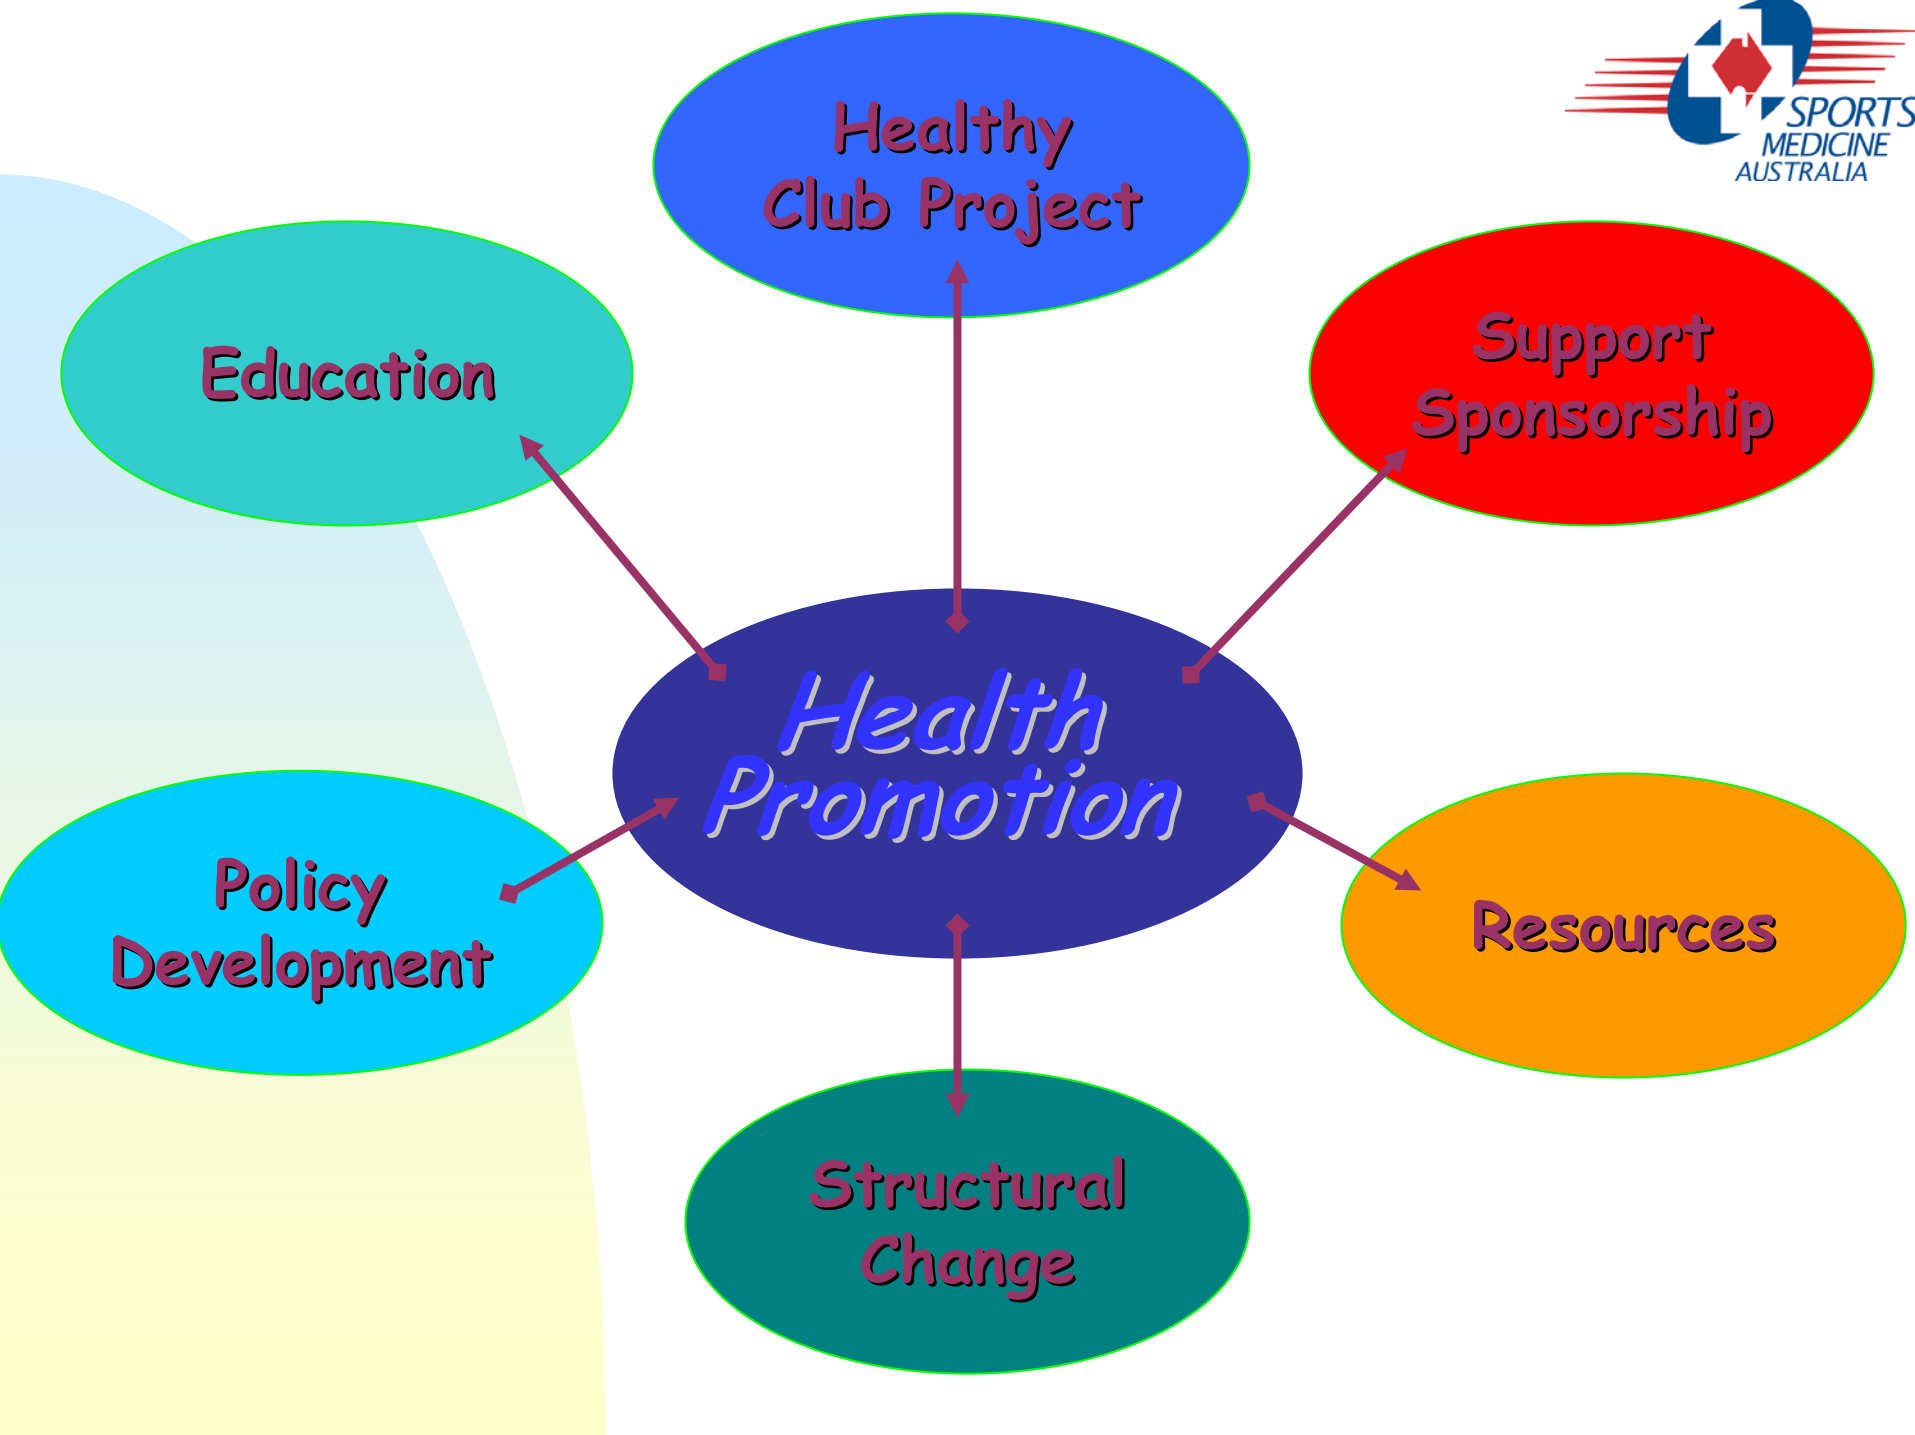 Healthy
Club Project
SPORTS
MEDICINE
AUSTRALIA
Education
Support
Sponsorship
Health
Promotion
Policy
Development
Resources
Structural
Change